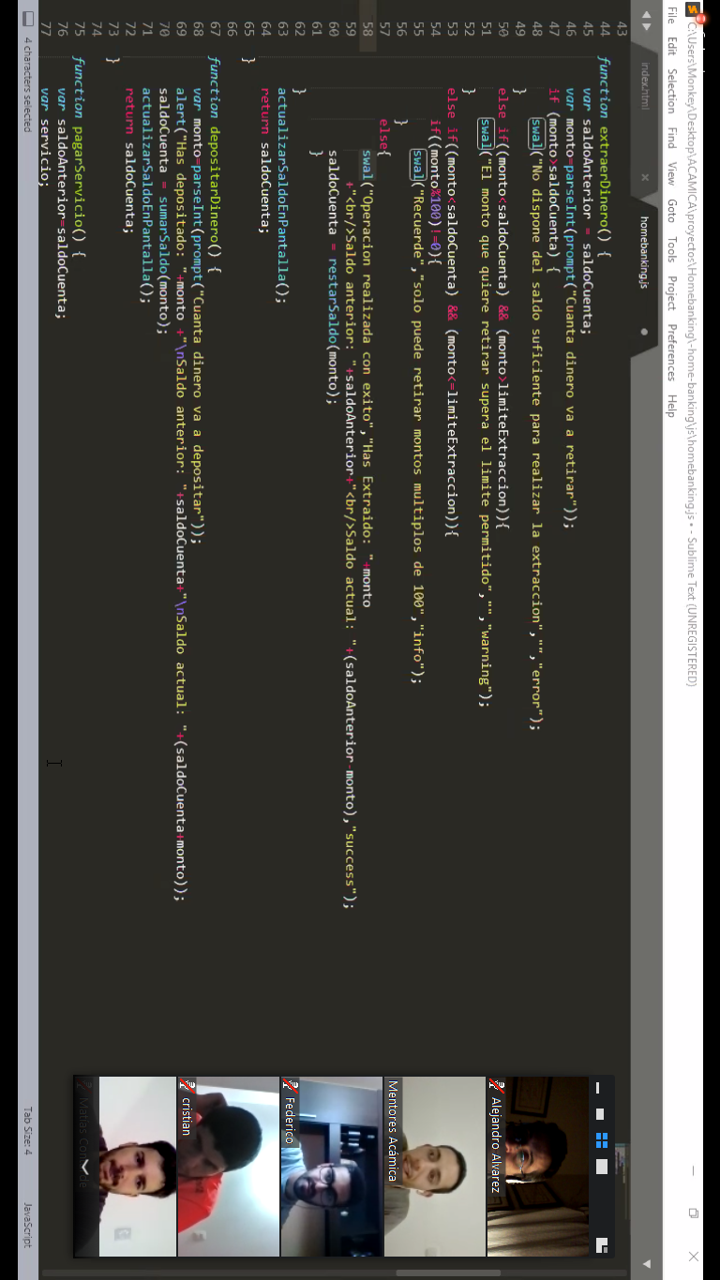 C:\Users\Monkey\Desktop\ACAMICA\proyectos\Homebanking\-home-banking\js\homebanking.js • - Sublime Text (UNREGISTERED)
File Edit Selection Find View Goto Tools Project Preferences Help
index.html × homebanking.js
43
44 function extraerDinero() {
45 var saldoAnterior = saldoCuenta;
46 var monto=parseInt(prompt("Cuanta dinero va a retirar"));
47 if (monto>saldoCuenta) {
48 swal("No dispone del saldo suficiente para realizar la extraccion","","error");
49 }
50 else if((monto<saldoCuenta) && (monto>limiteExtraccion)){
51 swal("El monto que quiere retirar supera el limite permitido","","warning");
52 }
53 else if((monto<saldoCuenta) && (monto<=limiteExtraccion)){
54 if((monto%100)!=0){
55 swal("Recuerde","solo puede retirar montos multiplos de 100","info");
56 }
57 else{
58 swal("Operacion realizada con exito","Has Extraido: "+monto
59 +"<br/>Saldo anterior: "+saldoAnterior+"<br/>Saldo actual: "+(saldoAnterior-monto),"success");
60 saldoCuenta = restarSaldo(monto);
61 }
62 }
63 actualizarSaldoEnPantalla();
64 return saldoCuenta;
65 }
66
67 function depositarDinero() {
68 var monto=parseInt(prompt("Cuanta dinero va a depositar"));
69 alert("Has depositado: "+monto +"\nSaldo anterior: "+saldoCuenta+"\nSaldo actual: "+(saldoCuenta+monto));
70 saldoCuenta = sumarSaldo(monto);
71 actualizarSaldoEnPantalla();
72 return saldoCuenta;
73 }
74
75 function pagarServicio() {
76 var saldoAnterior=saldoCuenta;
77 var servicio;
4 characters selected
Tab Size: 4 JavaScript
Alejandro Alvarez
Mentores Acámica
Federico
cristian